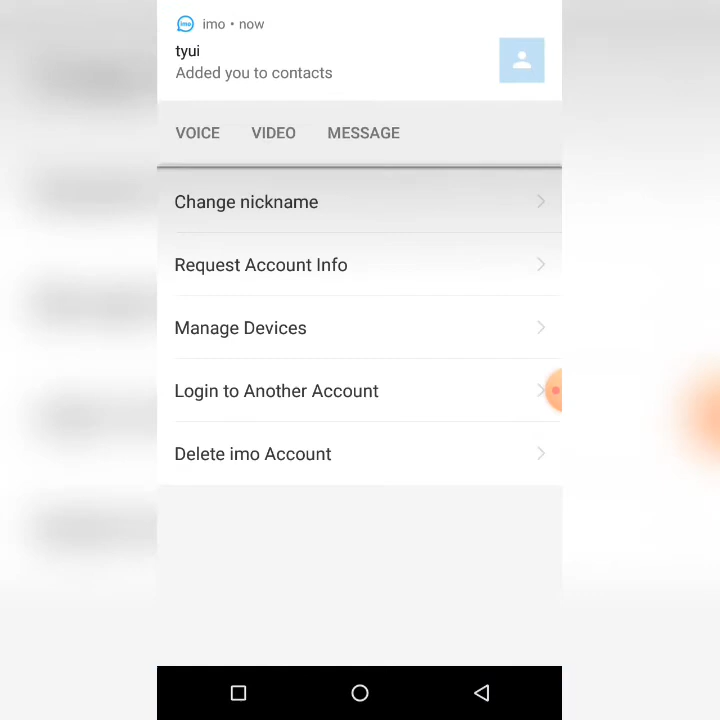 imo • now
tyui
Added you to contacts
VOICE VIDEO MESSAGE
Change nickname
Request Account Info
Manage Devices
Login to Another Account
Delete imo Account